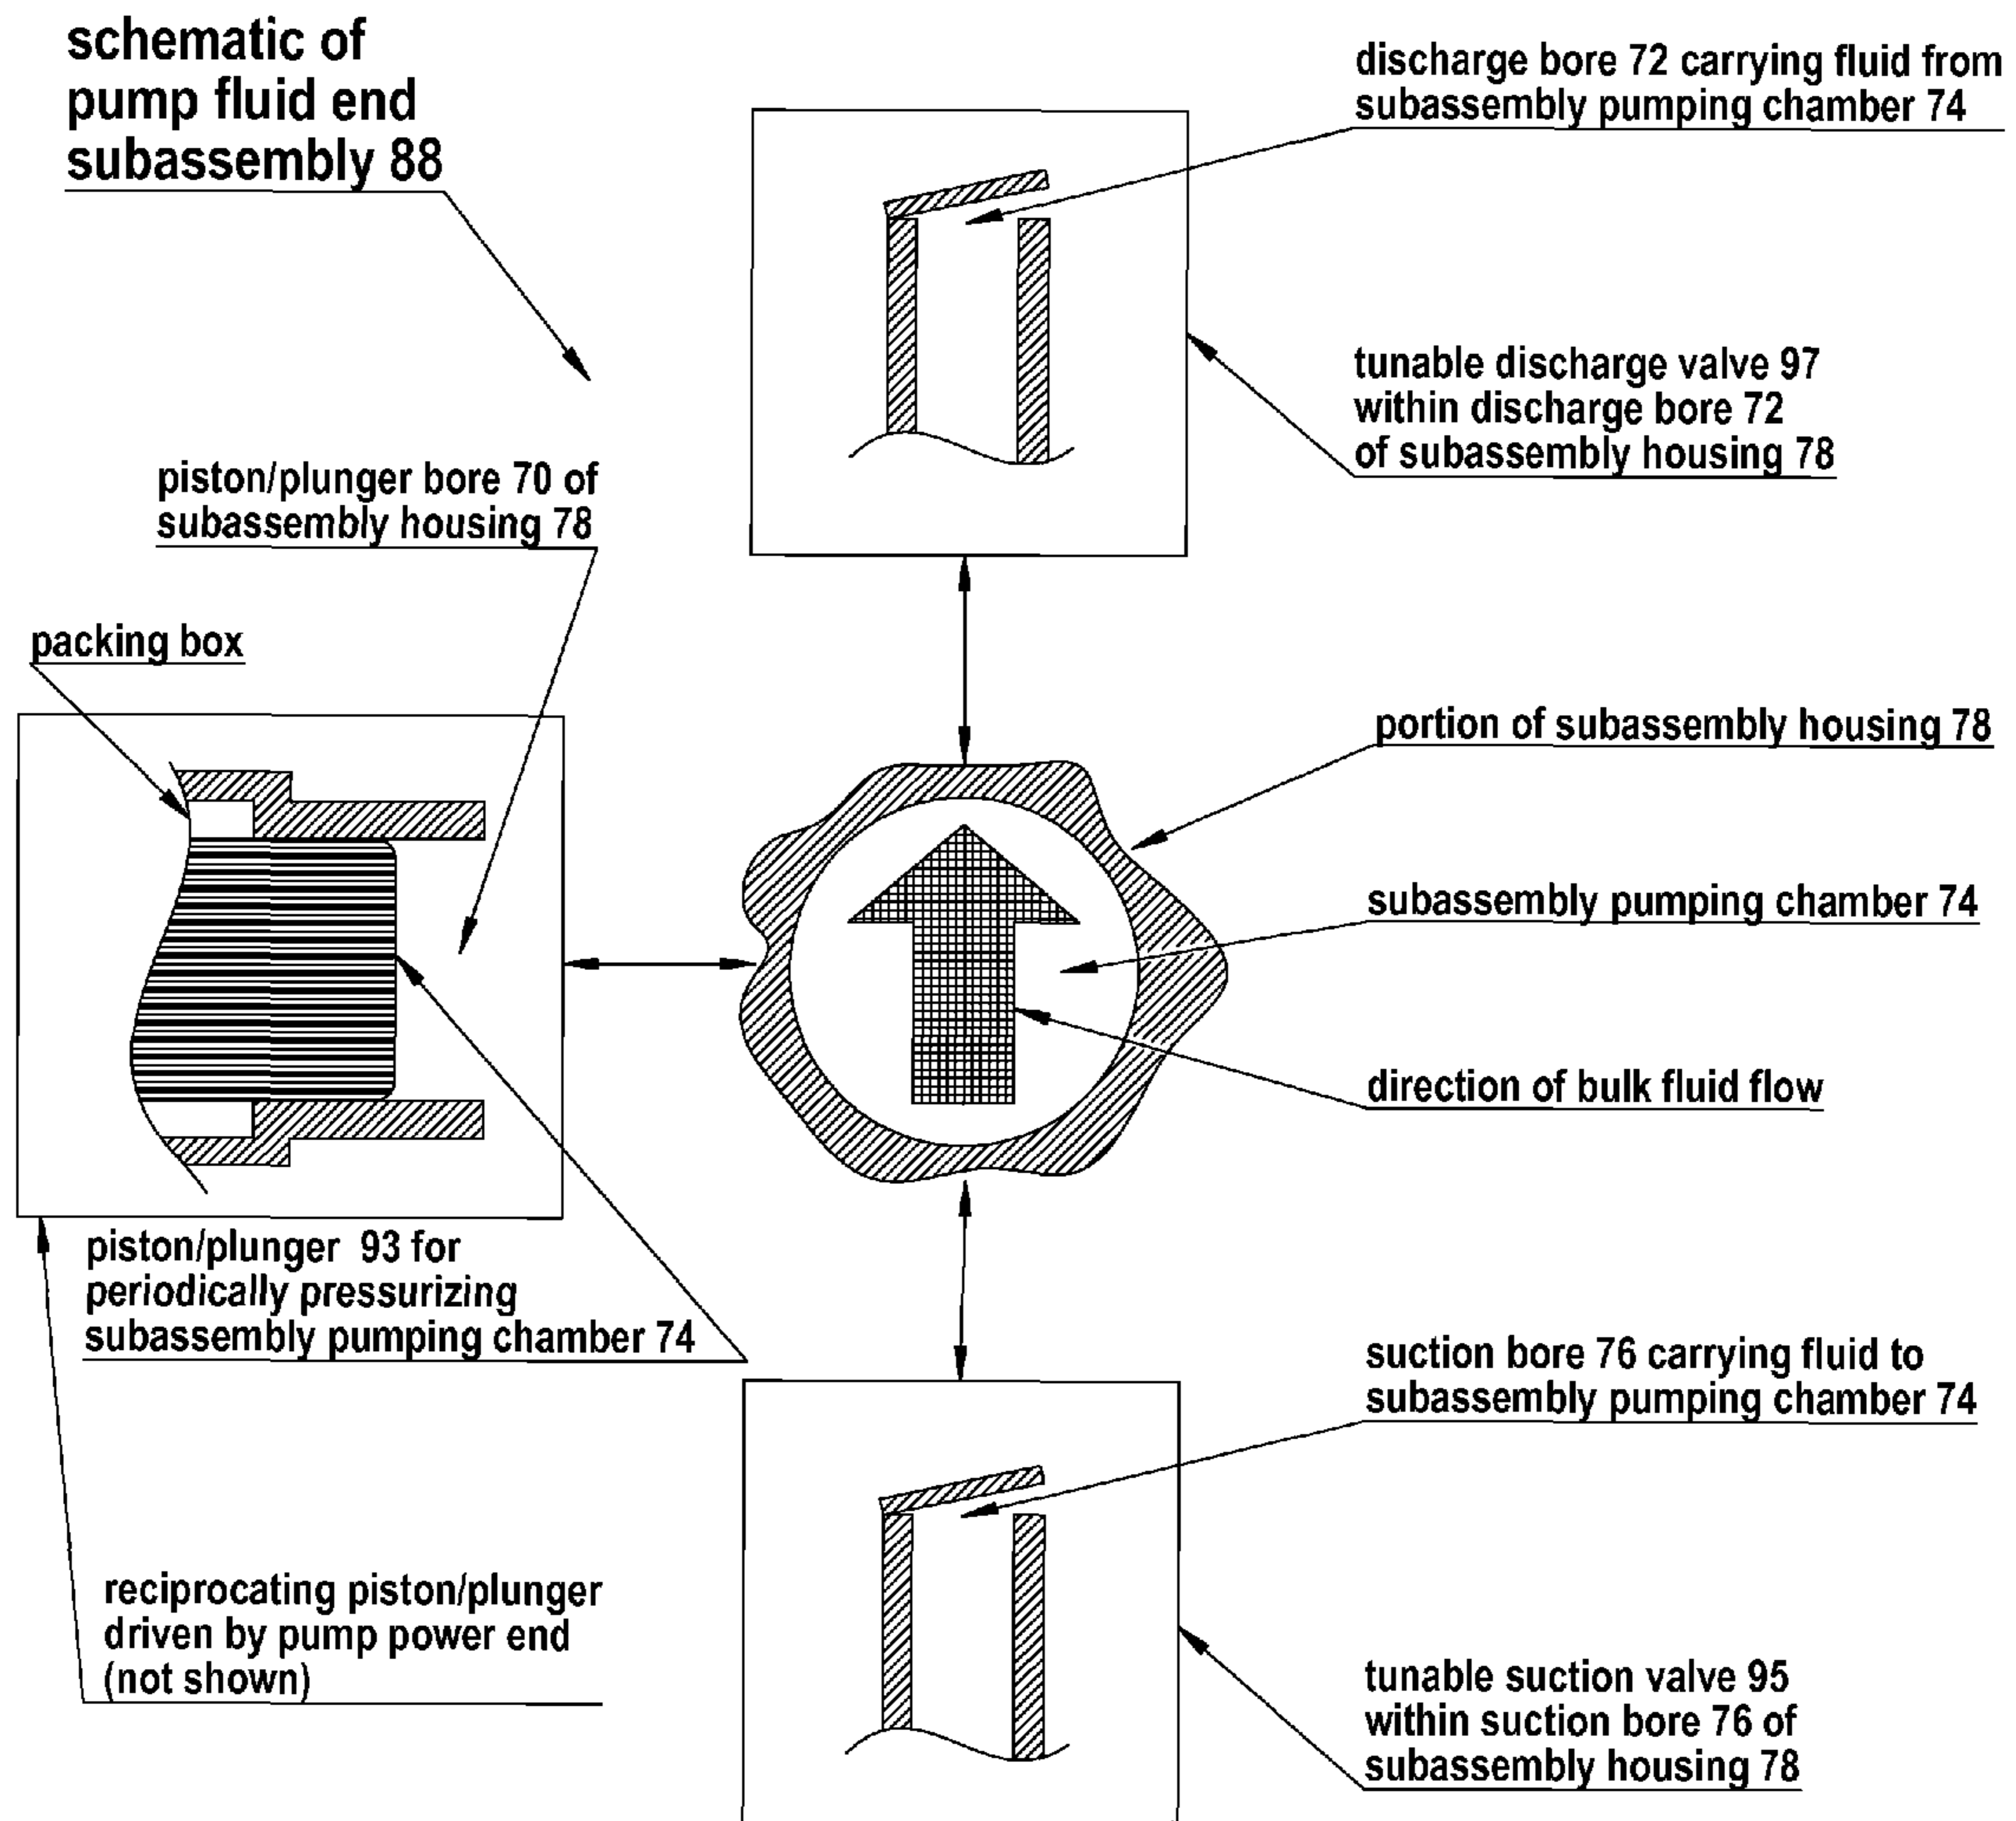 schematic of
pump fluid end
subassembly 88
discharge bore 72 carrying fluid from
subassembly pumping chamber 74
tunable discharge valve 97
within discharge bore 72
of subassembly housing 78
piston/plunger bore 70 of
subassembly housing 78
packing box
portion of subassembly housing 78
subassembly pumping chamber 74
direction of bulk fluid flow
piston/plunger 93 for
periodically pressurizing
subassembly pumping chamber 74
suction bore 76 carrying fluid to
subassembly pumping chamber 74
reciprocating piston/plunger
driven by pump power end
(not shown)
tunable suction valve 95
within suction bore 76 of
subassembly housing 78